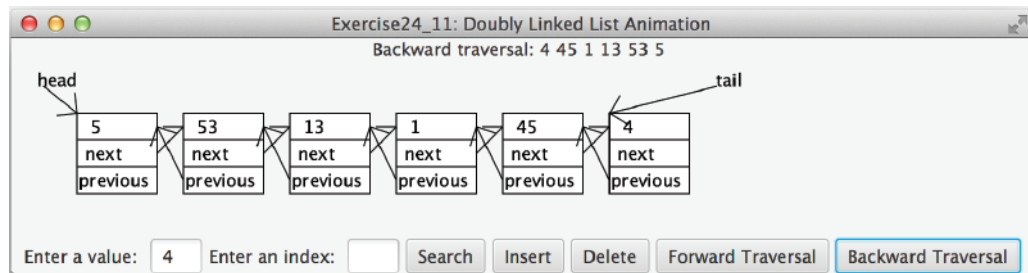 Exercise24_11: Doubly Linked List Animation
Backward traversal: 4 45 1 13 53 5
head tail
5 53 13 1 45 4
next next next next next next
previous previous previous previous previous previous
Enter a value: 4 Enter an index: Search Insert Delete Forward Traversal Backward Traversal